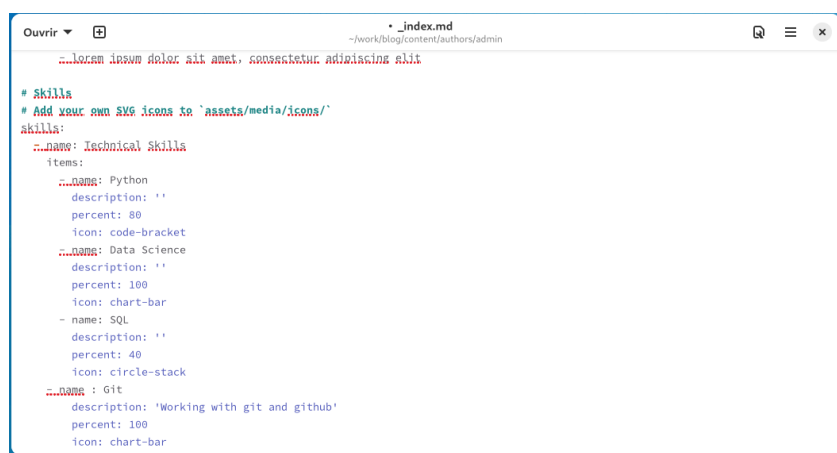 Ouvrir
• _index.md
~/work/blog/content/authors/admin
- lorem ipsum dolor sit amet, consectetur adipiscing elit
# Skills
# Add your own SVG icons to `assets/media/icons/`
skills:
- name: Technical Skills
items:
- name: Python
description: ''
percent: 80
icon: code-bracket
- name: Data Science
description: ''
percent: 100
icon: chart-bar
- name: SQL
description: ''
percent: 40
icon: circle-stack
- name : Git
description: 'Working with git and github'
percent: 100
icon: chart-bar